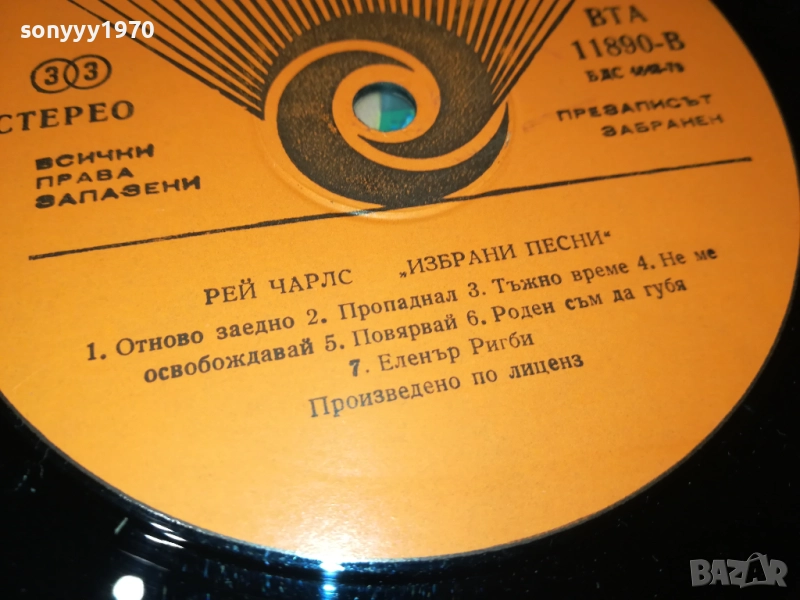 sonyyy1970
33
СТЕРЕО
ВСИЧКИ
ПРАВА
ЗАПАЗЕНИ
ВТА
11890-В
БДС
ПРЕЗАПИСЪТ
ЗАБРАНЕН
РЕЙ ЧАРЛС „ИЗБРАНИ ПЕСНИ“
1. Отново заедно 2. Пропаднал 3. Тъжно време 4. Не ме
освобождавай 5. Повярвай 6. Роден съм да губя
7. Еленър Ригби
Произведено по лиценз
BAZAR